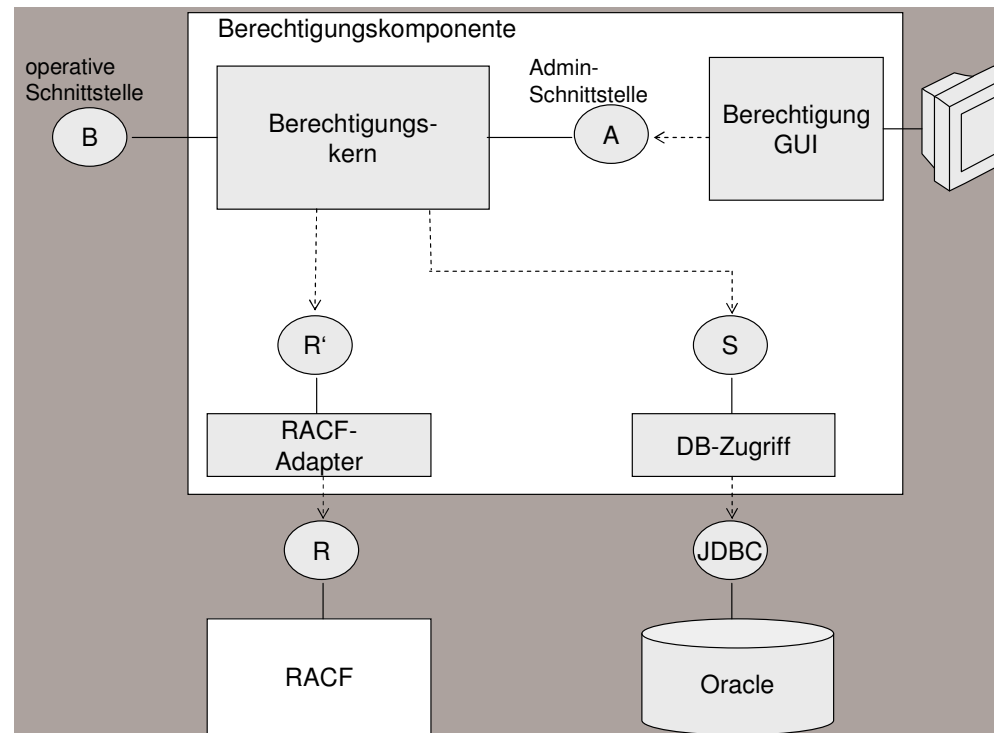 Berechtigungskomponente
operative
Schnittstelle
B
Berechtigungs-
kern
Admin-
Schnittstelle
A
Berechtigung
GUI
R‘
S
RACF-
Adapter
DB-Zugriff
R
JDBC
RACF
Oracle